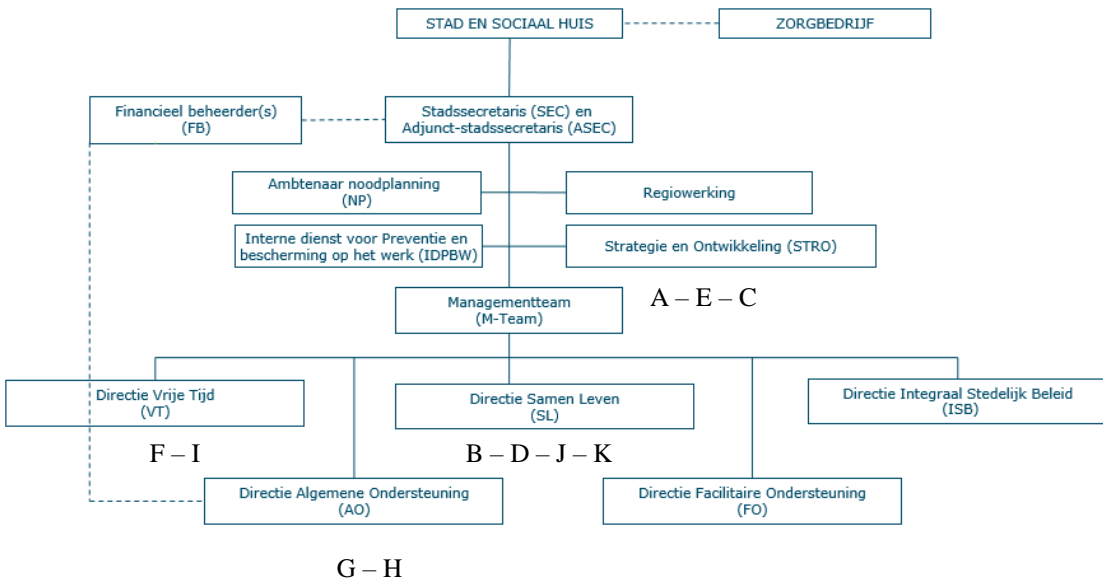 STAD EN SOCIAAL HUIS
ZORGBEDRIJF
Financieel beheerder(s)
(FB)
Stadssecretaris (SEC) en
Adjunct-stadssecretaris (ASEC)
Ambtenaar noodplanning
(NP)
Regiowerking
Interne dienst voor Preventie en
bescherming op het werk (IDPBW)
Strategie en Ontwikkeling (STRO)
A – E – C
Managementteam
(M-Team)
Directie Vrije Tijd
(VT)
Directie Samen Leven
(SL)
Directie Integraal Stedelijk Beleid
(ISB)
F – I
B – D – J – K
Directie Algemene Ondersteuning
(AO)
Directie Facilitaire Ondersteuning
(FO)
G – H